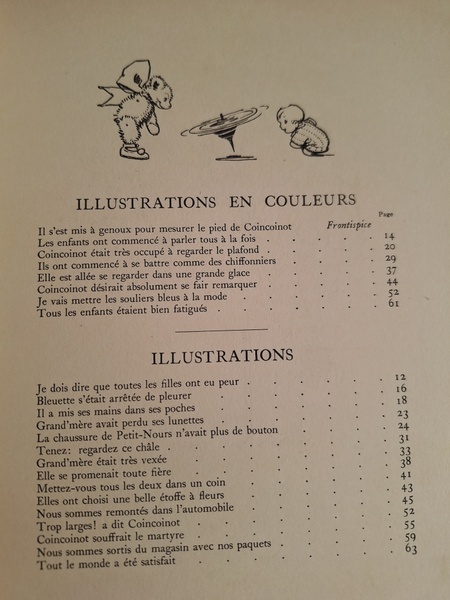 ILLUSTRATIONS EN COULEURS
Page
Il s'est mis à genoux pour mesurer le pied de Coincoinot Frontispice
Les enfants ont commencé à parler tous à la fois . . . . . 14
Coincoinot était très occupé à regarder le plafond . . . . . 20
Ils ont commencé à se battre comme des chiffonniers . . . . 29
Elle est allée se regarder dans une grande glace . . . . . 37
Coincoinot désirait absolument se fair remarquer . . . . . 44
Je vais mettre les souliers bleus à la mode . . . . . 52
Tous les enfants étaient bien fatigués . . . . . . 61
ILLUSTRATIONS
Je dois dire que toutes les filles ont eu peur . . . . . . 12
Bleuette s'était arrêtée de pleurer . . . . . . 16
Il a mis ses mains dans ses poches . . . . . . 18
Grand'mère avait perdu ses lunettes . . . . . . 23
La chaussure de Petit-Nours n'avait plus de bouton . . . . . 24
Tenez: regardez ce châle . . . . . . . 31
Grand'mère était très vexée . . . . . . . 33
Elle se promenait toute fière . . . . . . . 38
Mettez-vous tous les deux dans un coin . . . . . . 41
Elles ont choisi une belle étoffe à fleurs . . . . . . 43
Nous sommes remontés dans l'automobile . . . . . . 45
Trop larges! a dit Coincoinot . . . . . . . 52
Coincoinot souffrait le martyre . . . . . . . 55
Nous sommes sortis du magasin avec nos paquets . . . . . 59
Tout le monde a été satisfait . . . . . . . 63